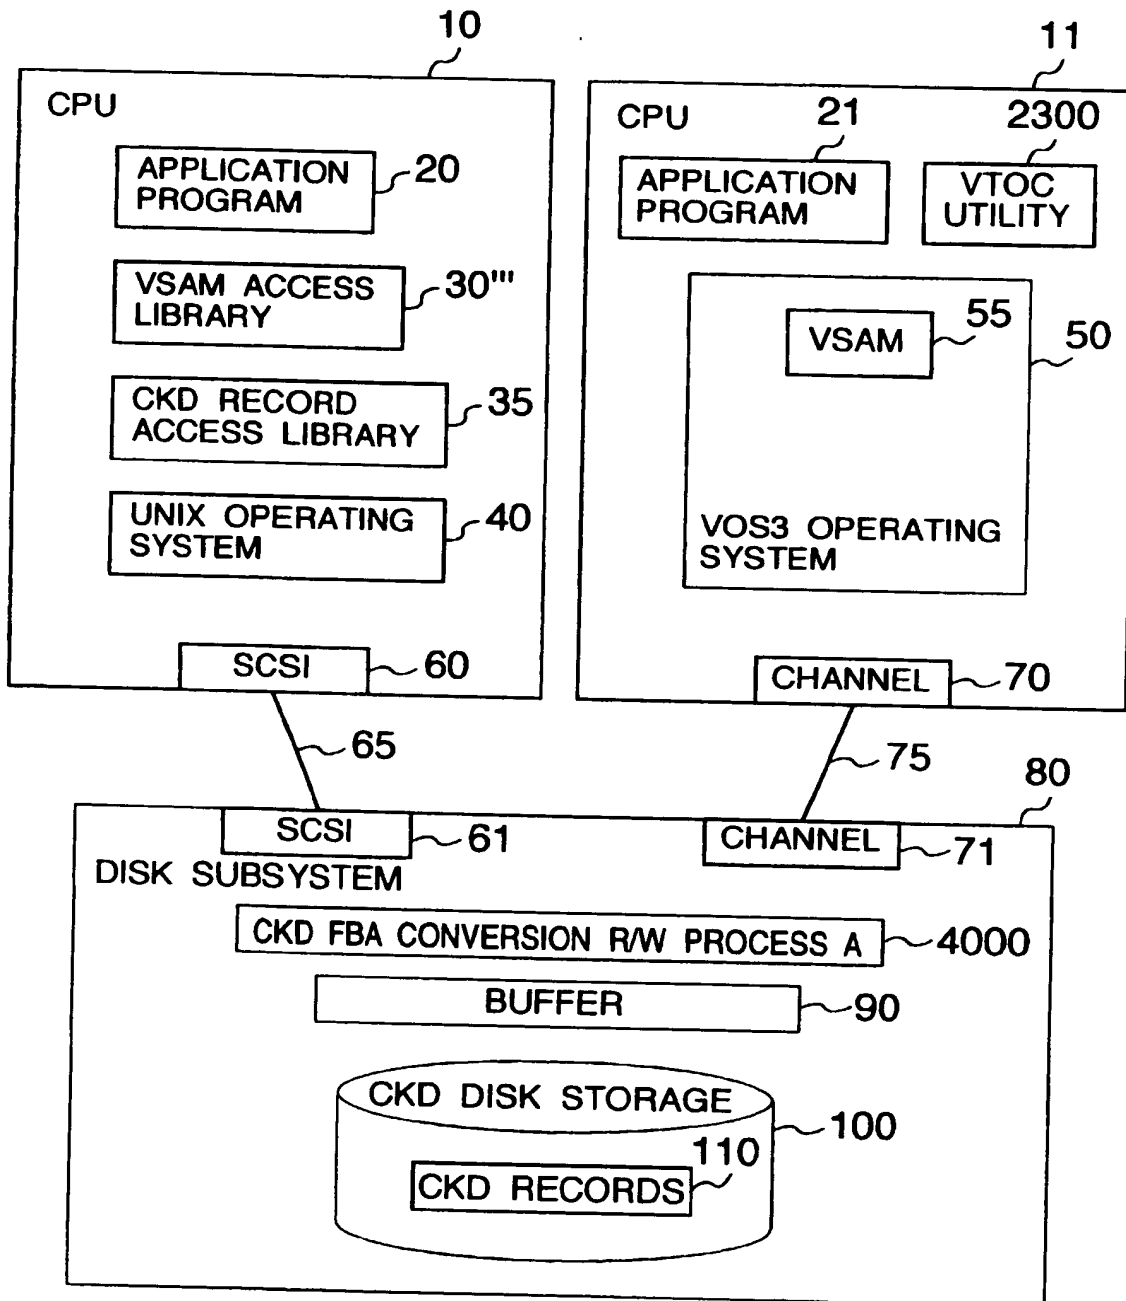 10
CPU
APPLICATION
PROGRAM
20
VSAM ACCESS
LIBRARY
30'''
CKD RECORD
ACCESS LIBRARY
35
UNIX OPERATING
SYSTEM
40
SCSI
60
65
11
CPU
21
2300
APPLICATION
PROGRAM
VTOC
UTILITY
VSAM
55
50
VOS3 OPERATING
SYSTEM
CHANNEL
70
75
80
SCSI
61
CHANNEL
71
DISK SUBSYSTEM
CKD FBA CONVERSION R/W PROCESS A
4000
BUFFER
90
CKD DISK STORAGE
100
110
CKD RECORDS